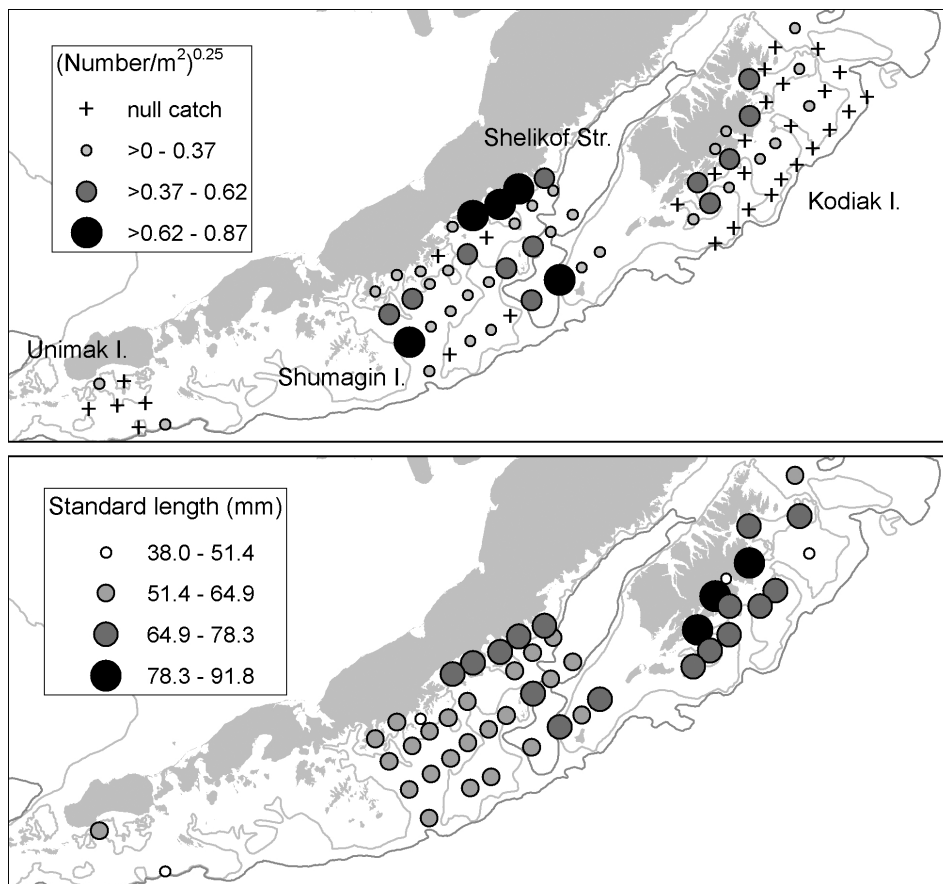 (Number/m²)⁰·²⁵
+ null catch
>0 - 0.37
>0.37 - 0.62
>0.62 - 0.87
Shelikof Str.
Kodiak I.
Unimak I.
Shumagin I.
Standard length (mm)
38.0 - 51.4
51.4 - 64.9
64.9 - 78.3
78.3 - 91.8